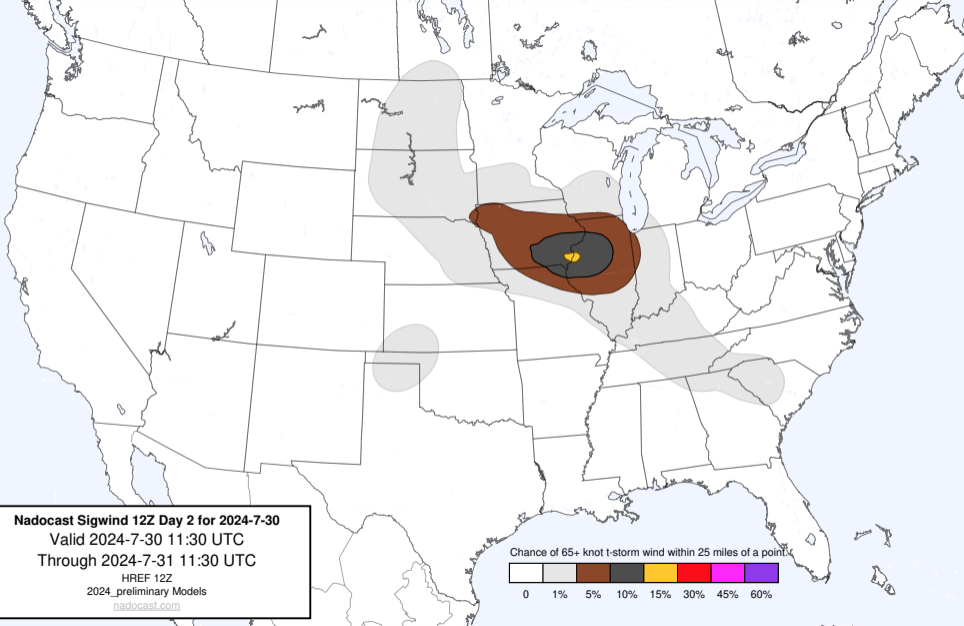 Nadocast Sigwind 12Z Day 2 for 2024-7-30
Valid 2024-7-30 11:30 UTC
Through 2024-7-31 11:30 UTC
HREF 12Z
2024_preliminary Models
nadocast.com
Chance of 65+ knot t-storm wind within 25 miles of a point.
0 1% 5% 10% 15% 30% 45% 60%